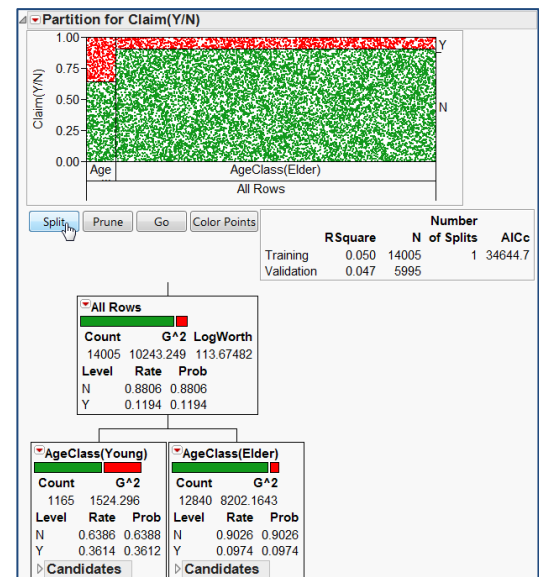 Partition for Claim(Y/N)
1.00
0.75
0.50
0.25
0.00
Claim(Y/N)
Y
N
Age
...
AgeClass(Elder)
All Rows
Split Prune Go Color Points
Number
RSquare N of Splits AICc
Training 0.050 14005 1 34644.7
Validation 0.047 5995
All Rows
Count G^2 LogWorth
14005 10243.249 113.67482
Level Rate Prob
N 0.8806 0.8806
Y 0.1194 0.1194
AgeClass(Young)
Count G^2
1165 1524.296
Level Rate Prob
N 0.6386 0.6388
Y 0.3614 0.3612
Candidates
AgeClass(Elder)
Count G^2
12840 8202.1643
Level Rate Prob
N 0.9026 0.9026
Y 0.0974 0.0974
Candidates